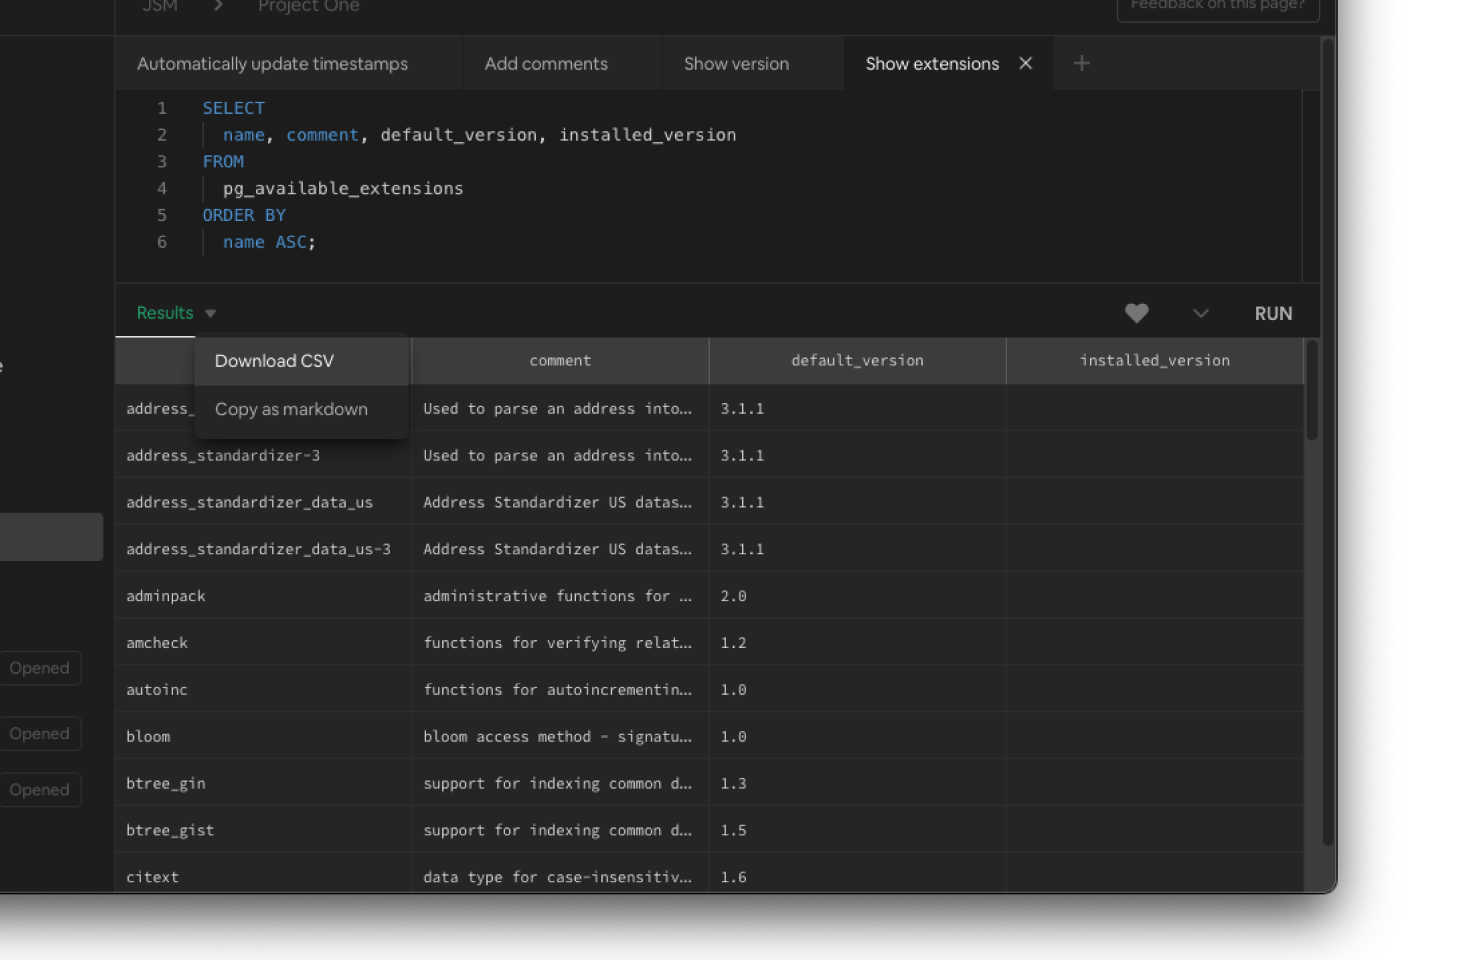 JSM > Project One
Feedback on this page?
Automatically update timestamps
Add comments
Show version
Show extensions
1 SELECT
2 name, comment, default_version, installed_version
3 FROM
4 pg_available_extensions
5 ORDER BY
6 name ASC;
Results
RUN
Download CSV
Copy as markdown
comment default_version installed_version
address_ Used to parse an address into... 3.1.1
address_standardizer-3 Used to parse an address into... 3.1.1
address_standardizer_data_us Address Standardizer US datas... 3.1.1
address_standardizer_data_us-3 Address Standardizer US datas... 3.1.1
adminpack administrative functions for ... 2.0
amcheck functions for verifying relat... 1.2
autoinc functions for autoincrementin... 1.0
bloom bloom access method - signatu... 1.0
btree_gin support for indexing common d... 1.3
btree_gist support for indexing common d... 1.5
citext data type for case-insensitiv... 1.6
e
Opened
Opened
Opened